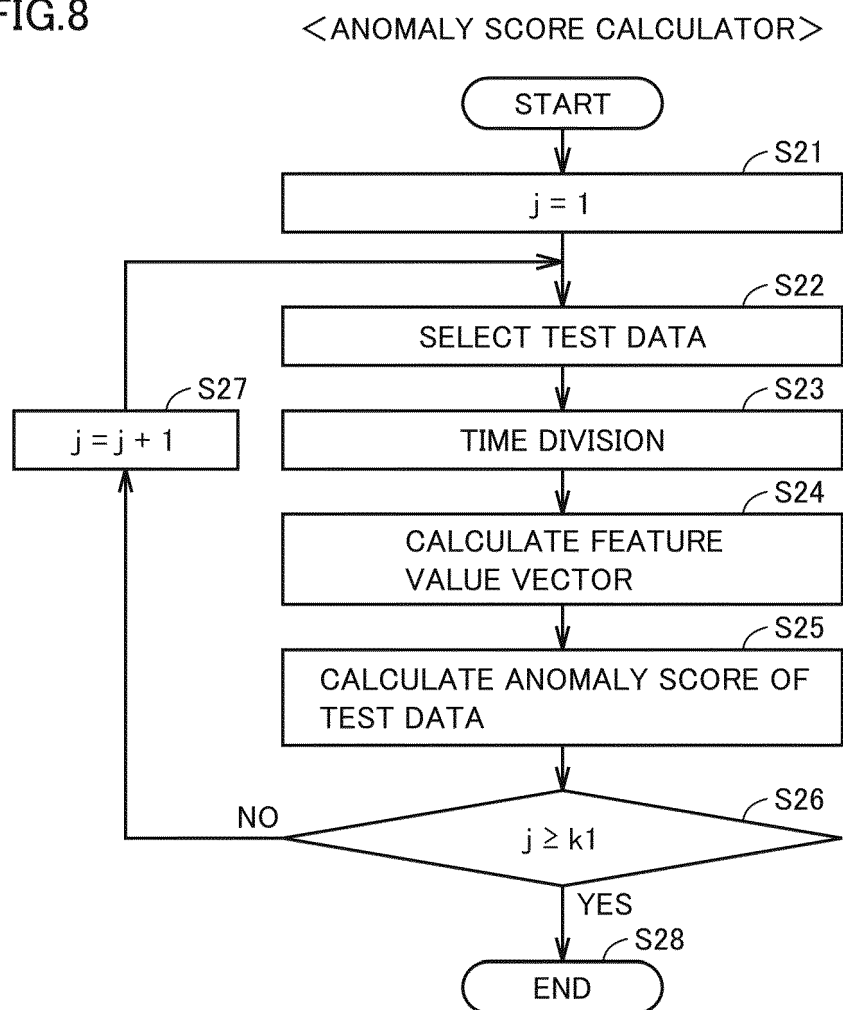 FIG.8
<ANOMALY SCORE CALCULATOR>
START
S21
j = 1
S22
SELECT TEST DATA
S27
j = j + 1
S23
TIME DIVISION
S24
CALCULATE FEATURE
VALUE VECTOR
S25
CALCULATE ANOMALY SCORE OF
TEST DATA
S26
NO
j ≥ k1
YES
S28
END